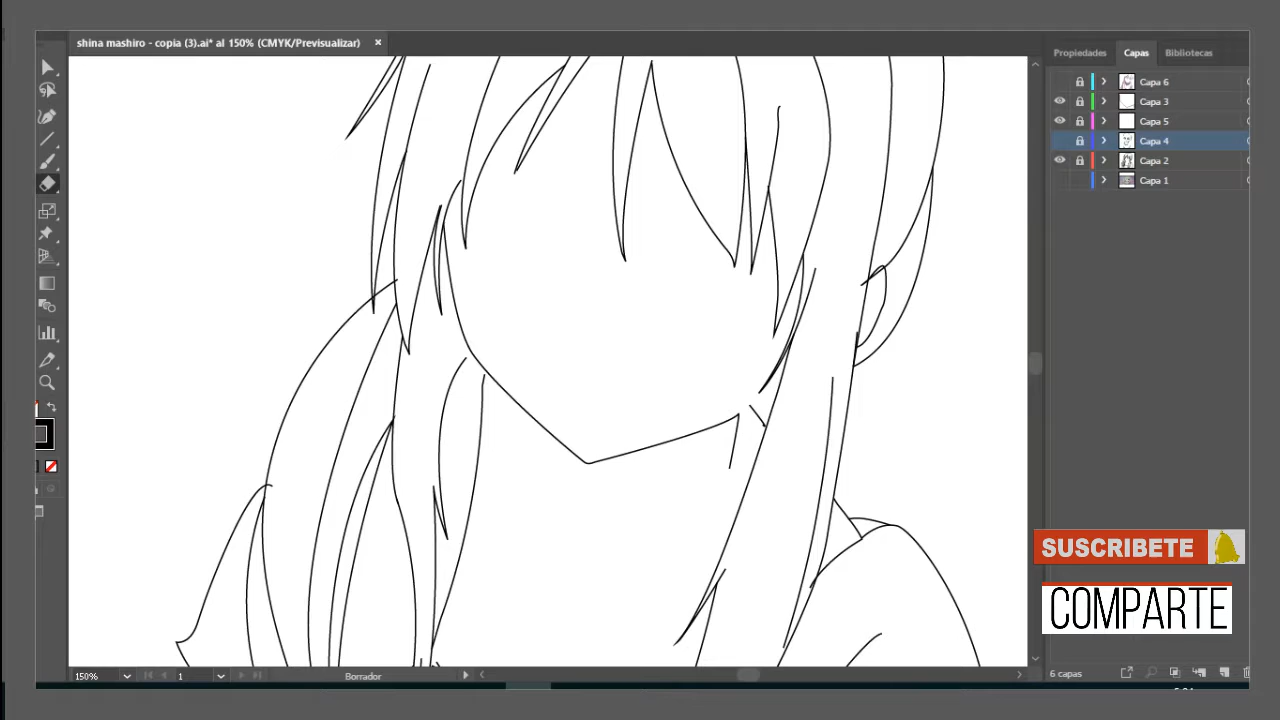 shina mashiro - copia (3).ai* al 150% (CMYK/Previsualizar) ×
Propiedades Capas Bibliotecas
Capa 6
Capa 3
Capa 5
Capa 4
Capa 2
Capa 1
SUSCRIBETE
COMPARTE
150% 1 Borrador 6 capas